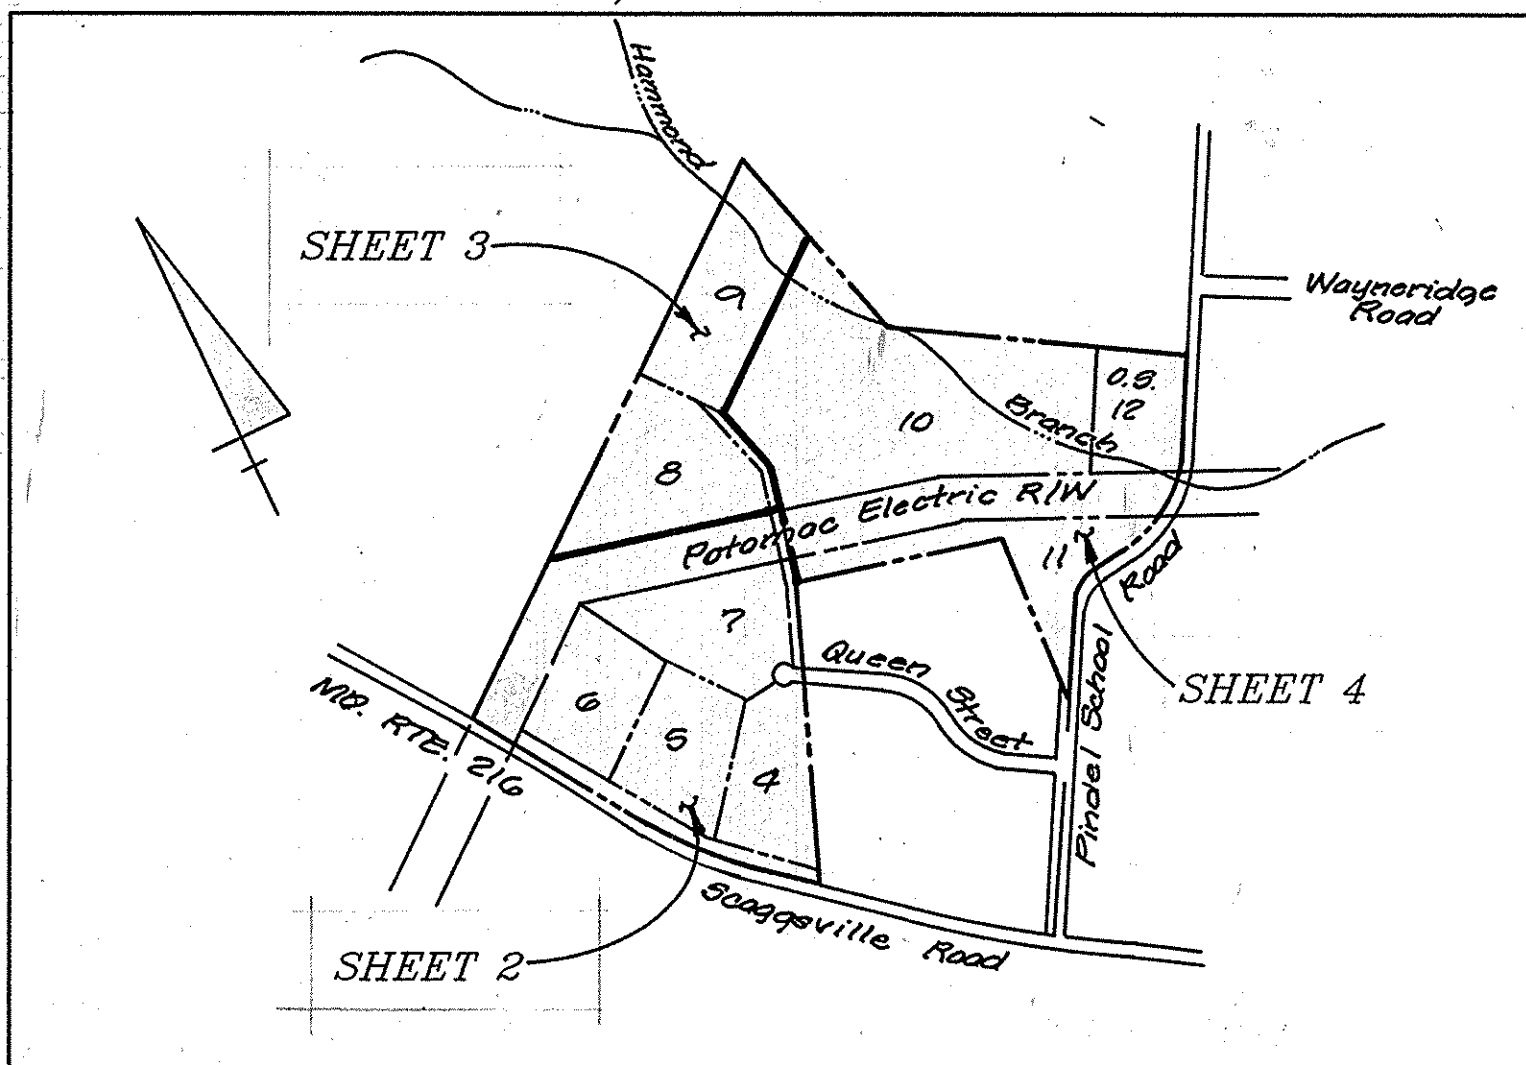 Hammond
SHEET 3
Wayneridge
Road
9
O.S.
12
10
Branch
8
Potomac Electric R/W
11
Road
7
Queen
Street
Pindel School
SHEET 4
6
5
4
MD. RTE. 216
Scaggsville Road
SHEET 2